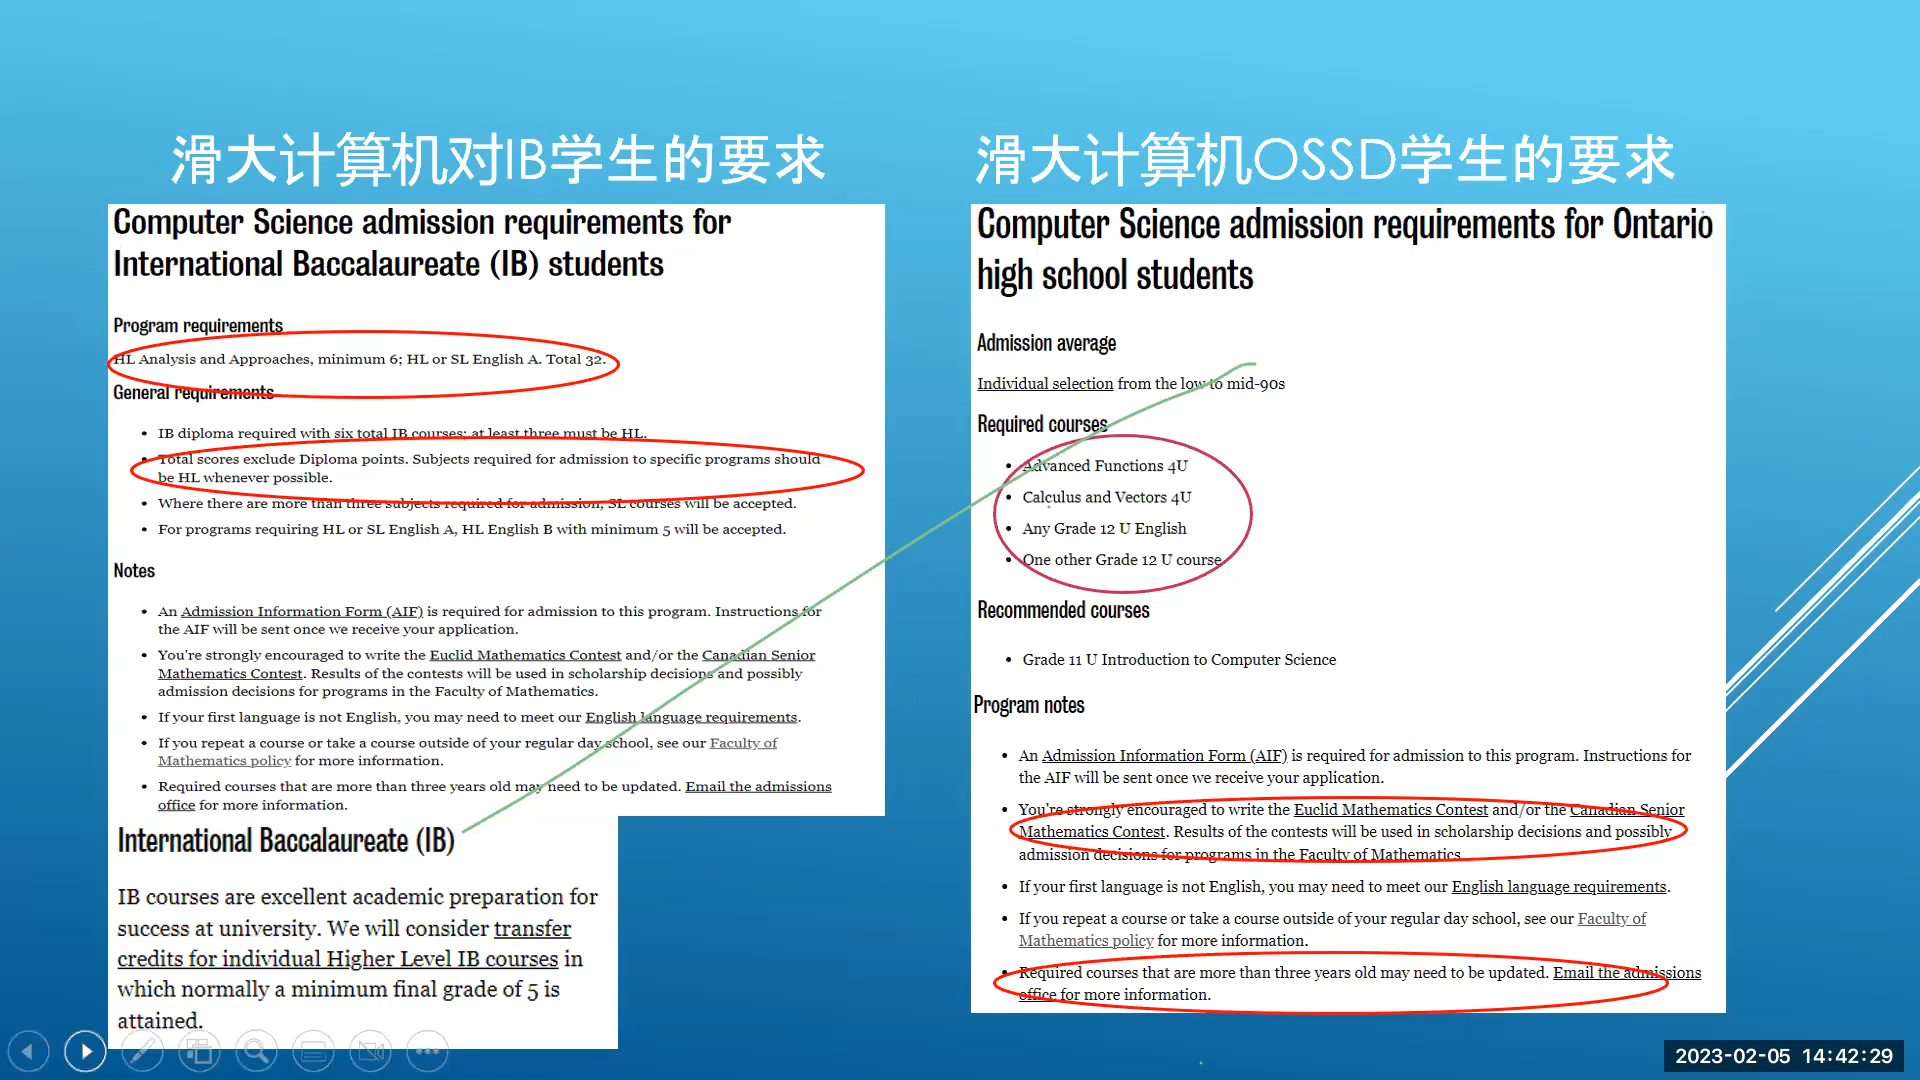 滑大计算机对IB学生的要求
Computer Science admission requirements for
International Baccalaureate (IB) students
Program requirements
HL Analysis and Approaches, minimum 6; HL or SL English A. Total 32.
General requirements
• IB diploma required with six total IB courses; at least three must be HL.
• Total scores exclude Diploma points. Subjects required for admission to specific programs should
be HL whenever possible.
• Where there are more than three subjects required for admission, SL courses will be accepted.
• For programs requiring HL or SL English A, HL English B with minimum 5 will be accepted.
Notes
• An Admission Information Form (AIF) is required for admission to this program. Instructions for
the AIF will be sent once we receive your application.
• You're strongly encouraged to write the Euclid Mathematics Contest and/or the Canadian Senior
Mathematics Contest. Results of the contests will be used in scholarship decisions and possibly
admission decisions for programs in the Faculty of Mathematics.
• If your first language is not English, you may need to meet our English language requirements.
• If you repeat a course or take a course outside of your regular day school, see our Faculty of
Mathematics policy for more information.
• Required courses that are more than three years old may need to be updated. Email the admissions
office for more information.
International Baccalaureate (IB)
IB courses are excellent academic preparation for
success at university. We will consider transfer
credits for individual Higher Level IB courses in
which normally a minimum final grade of 5 is
attained.
滑大计算机OSSD学生的要求
Computer Science admission requirements for Ontario
high school students
Admission average
Individual selection from the low to mid-90s
Required courses
• Advanced Functions 4U
• Calculus and Vectors 4U
• Any Grade 12 U English
• One other Grade 12 U course
Recommended courses
• Grade 11 U Introduction to Computer Science
Program notes
• An Admission Information Form (AIF) is required for admission to this program. Instructions for
the AIF will be sent once we receive your application.
• You're strongly encouraged to write the Euclid Mathematics Contest and/or the Canadian Senior
Mathematics Contest. Results of the contests will be used in scholarship decisions and possibly
admission decisions for programs in the Faculty of Mathematics.
• If your first language is not English, you may need to meet our English language requirements.
• If you repeat a course or take a course outside of your regular day school, see our Faculty of
Mathematics policy for more information.
• Required courses that are more than three years old may need to be updated. Email the admissions
office for more information.
2023-02-05 14:42:29